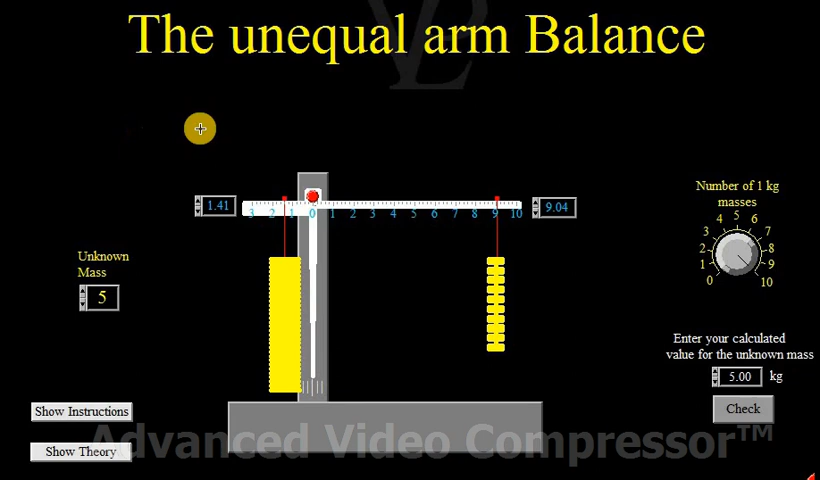 The unequal arm Balance
Number of 1 kg
masses
0 1 2 3 4 5 6 7 8 9 10
1.41
3 2 1 0 1 2 3 4 5 6 7 8 9 10
9.04
Unknown
Mass
5
Enter your calculated
value for the unknown mass
5.00 kg
Check
Show Instructions
Show Theory
Advanced Video Compressor™